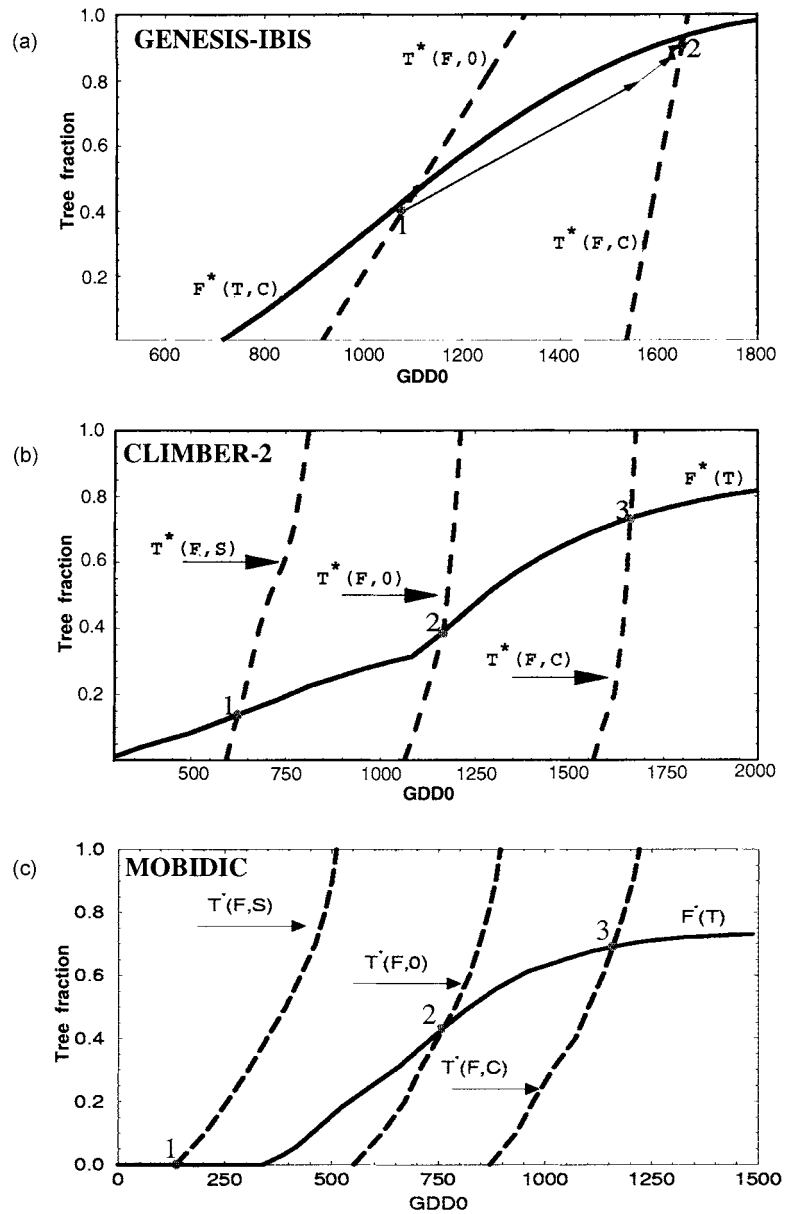 (a)
GENESIS-IBIS
1.0
0.8
0.6
0.4
0.2
Tree fraction
T*(F,0)
2
1
T*(F,C)
F*(T,C)
600 800 1000 1200 1400 1600 1800
GDD0
(b)
CLIMBER-2
1.0
0.8
0.6
0.4
0.2
Tree fraction
F*(T)
T*(F,S)
T*(F,0)
T*(F,C)
1
2
3
500 750 1000 1250 1500 1750 2000
GDD0
(c)
MOBIDIC
1.0
0.8
0.6
0.4
0.2
0.0
Tree fraction
T*(F,S)
T*(F,0)
T*(F,C)
F*(T)
1
2
3
0 250 500 750 1000 1250 1500
GDD0